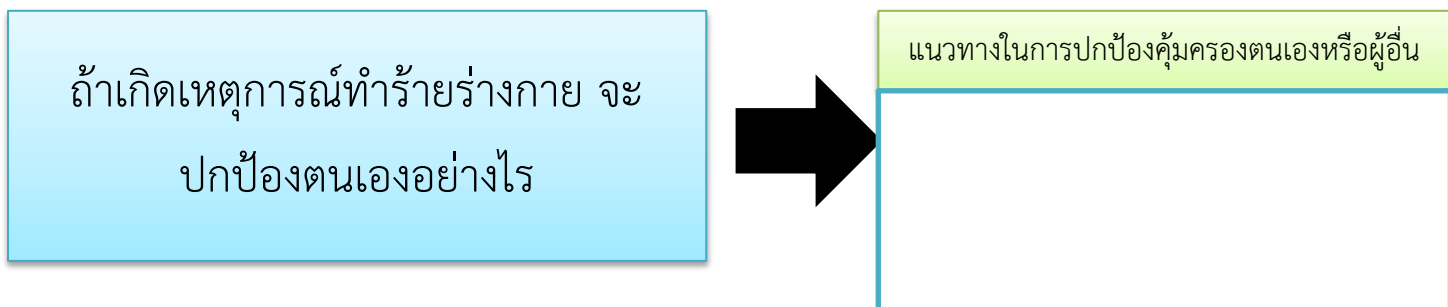 ถ้าเกิดเหตุการณ์ทำร้ายร่างกาย จะ
ปกป้องตนเองอย่างไร
แนวทางในการปกป้องคุ้มครองตนเองหรือผู้อื่น